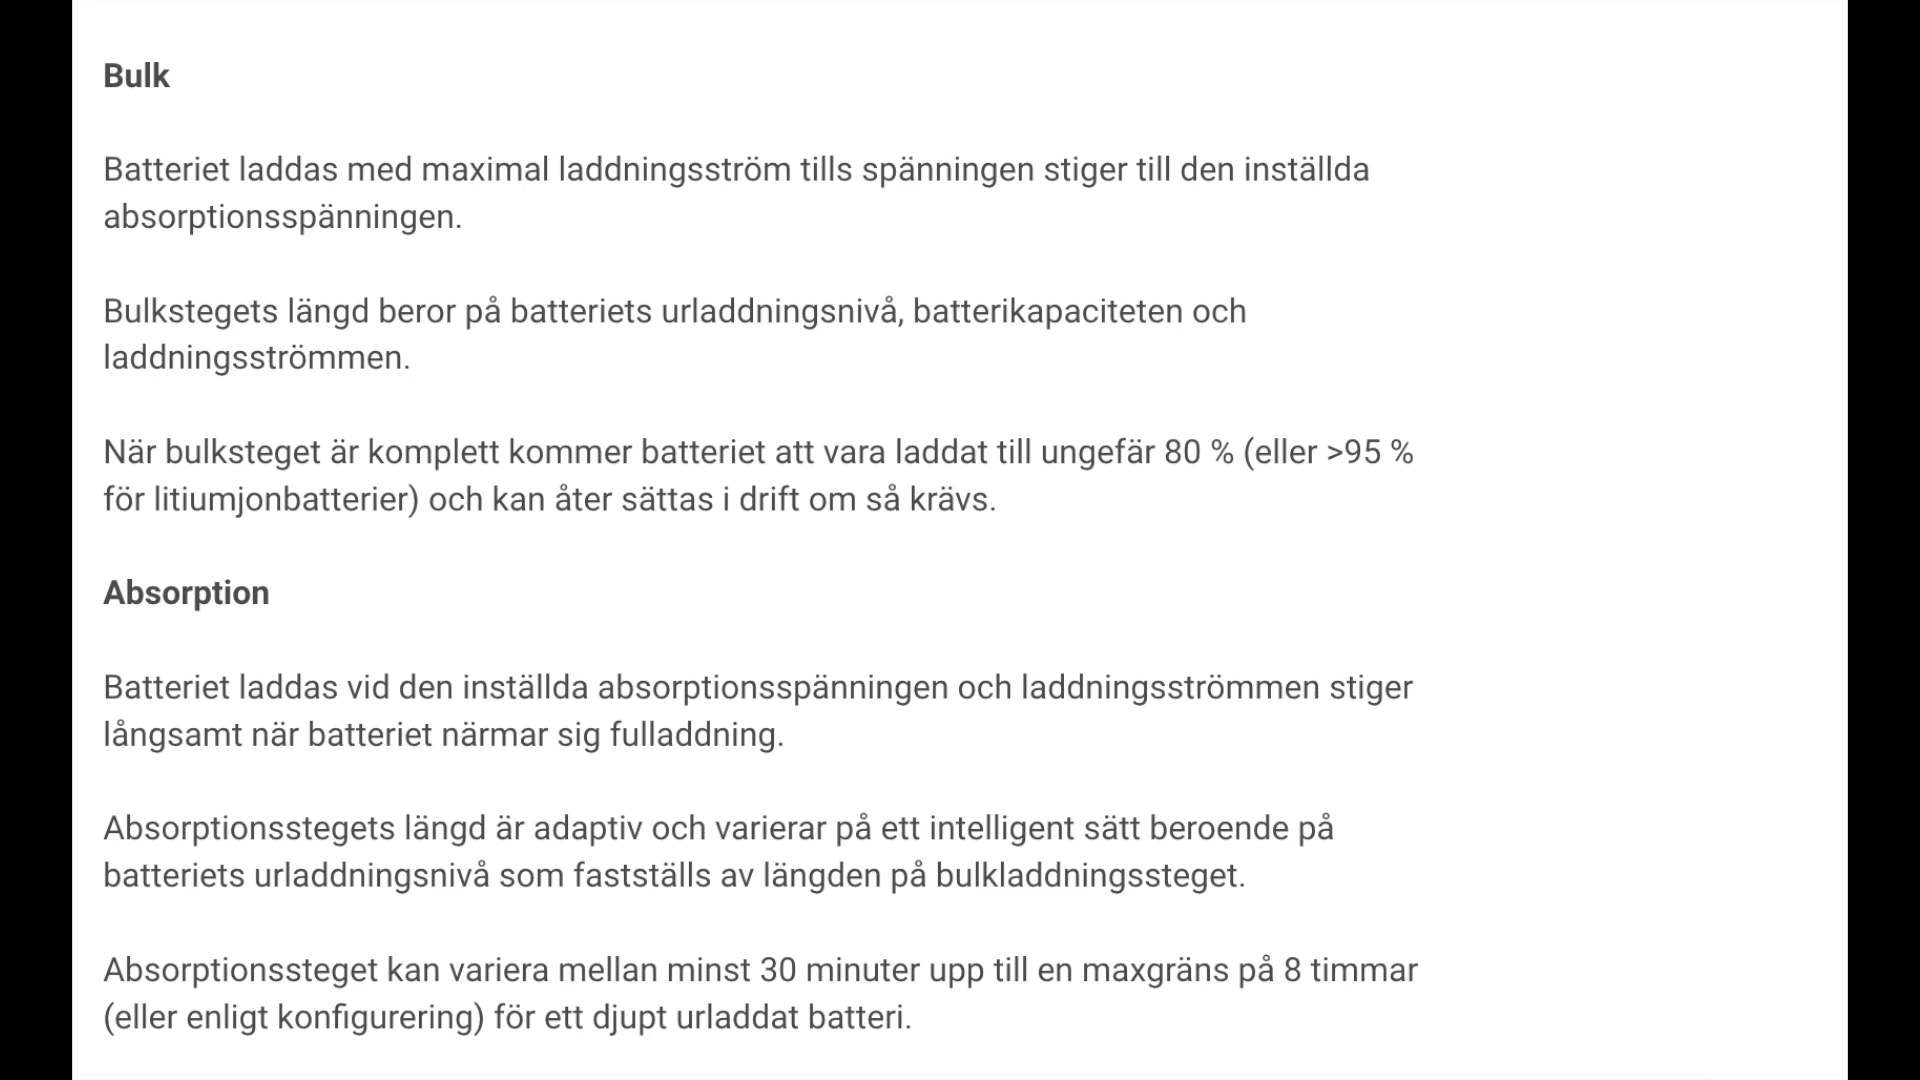 Bulk
Batteriet laddas med maximal laddningsström tills spänningen stiger till den inställda
absorptionsspänningen.
Bulkstegets längd beror på batteriets urladdningsnivå, batterikapaciteten och
laddningsströmmen.
När bulksteget är komplett kommer batteriet att vara laddat till ungefär 80 % (eller >95 %
för litiumjonbatterier) och kan åter sättas i drift om så krävs.
Absorption
Batteriet laddas vid den inställda absorptionsspänningen och laddningsströmmen stiger
långsamt när batteriet närmar sig fulladdning.
Absorptionsstegets längd är adaptiv och varierar på ett intelligent sätt beroende på
batteriets urladdningsnivå som fastställs av längden på bulkladdningssteget.
Absorptionssteget kan variera mellan minst 30 minuter upp till en maxgräns på 8 timmar
(eller enligt konfigurering) för ett djupt urladdat batteri.